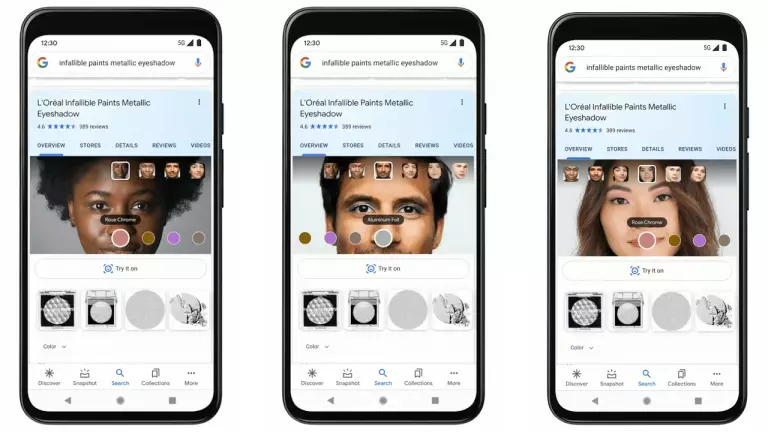 12:30
5G
infallible paints metallic eyeshadow
L'Oréal Infallible Paints Metallic
Eyeshadow
4.6 389 reviews
OVERVIEW STORES DETAILS REVIEWS VIDEOS
Rose Chrome
Try it on
Color
Discover Snapshot Search Collections More
12:30
5G
infallible paints metallic eyeshadow
L'Oréal Infallible Paints Metallic
Eyeshadow
4.6 389 reviews
OVERVIEW STORES DETAILS REVIEWS VIDEOS
Aluminum Foil
Try it on
Color
Discover Snapshot Search Collections More
12:30
5G
infallible paints metallic eyeshadow
L'Oréal Infallible Paints Metallic
Eyeshadow
4.6 389 reviews
OVERVIEW STORES DETAILS REVIEWS VIDEOS
Rose Chrome
Try it on
Color
Discover Snapshot Search Collections More